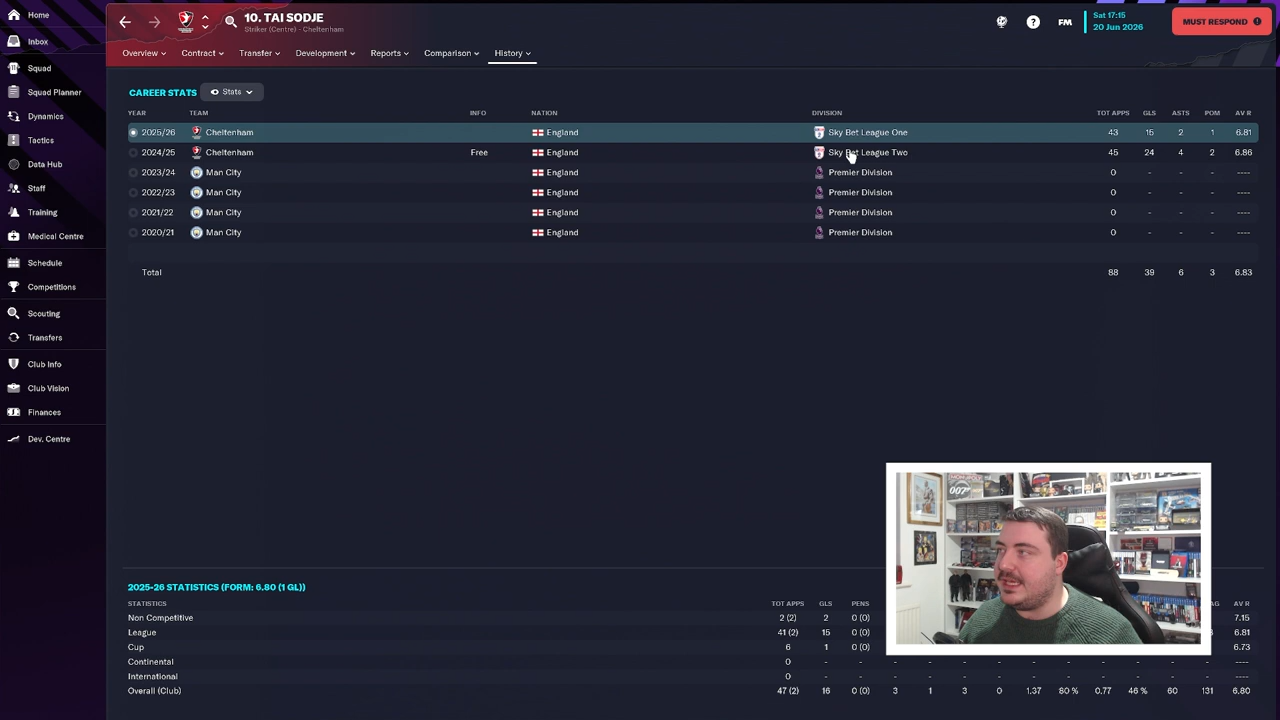 Home
Inbox
Squad
Squad Planner
Dynamics
Tactics
Data Hub
Staff
Training
Medical Centre
Schedule
Competitions
Scouting
Transfers
Club Info
Club Vision
Finances
Dev. Centre
10. TAI SODJE
Striker (Centre) - Cheltenham
FM
Sat 17:15
20 Jun 2026
MUST RESPOND
Overview Contract Transfer Development Reports Comparison History
CAREER STATS Stats
YEAR TEAM INFO NATION DIVISION TOT APPS GLS ASTS POM AV R
2025/26 Cheltenham England Sky Bet League One 43 15 2 1 6.81
2024/25 Cheltenham Free England Sky Bet League Two 45 24 4 2 6.86
2023/24 Man City England Premier Division 0 - - - ----
2022/23 Man City England Premier Division 0 - - - ----
2021/22 Man City England Premier Division 0 - - - ----
2020/21 Man City England Premier Division 0 - - - ----
Total 88 39 6 3 6.83
2025-26 STATISTICS (FORM: 6.80 (1 GL))
STATISTICS TOT APPS GLS PENS AV R
Non Competitive 2 (2) 2 0 (0) 7.15
League 41 (2) 15 0 (0) 6.81
Cup 6 1 0 (0) 6.73
Continental 0 - - - - - - - - - - ----
International 0 - - - - - - - - - - ----
Overall (Club) 47 (2) 16 0 (0) 3 1 3 0 1.37 80 % 0.77 46 % 60 131 6.80
007